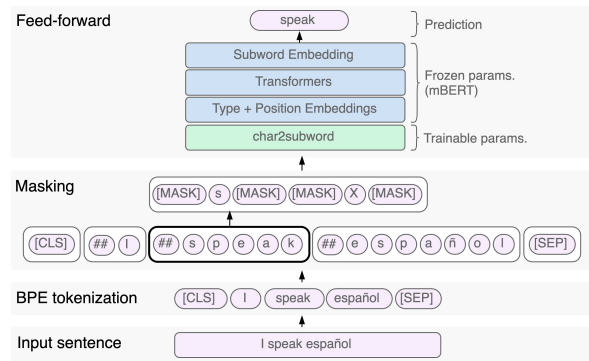 Feed-forward
speak
Prediction
Subword Embedding
Transformers
Type + Position Embeddings
Frozen params.
(mBERT)
char2subword
Trainable params.
Masking
[MASK] s [MASK] [MASK] X [MASK]
[CLS] ## I ## s p e a k ## e s p a ñ o l [SEP]
BPE tokenization
[CLS] I speak español [SEP]
Input sentence
I speak español